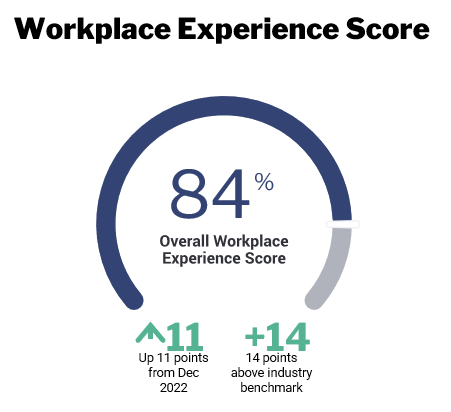 Workplace Experience Score
84%
Overall Workplace
Experience Score
11
Up 11 points
from Dec
2022
+14
14 points
above industry
benchmark